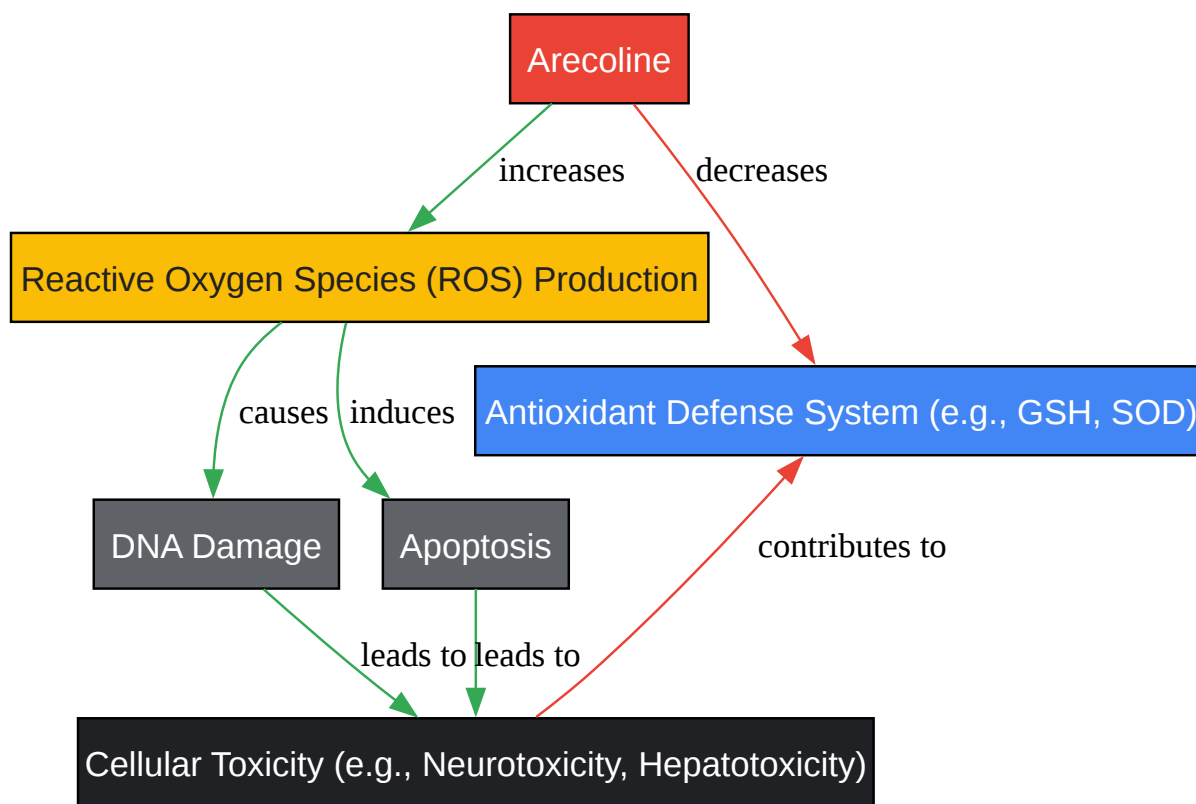 Arecoline
increases
decreases
Reactive Oxygen Species (ROS) Production
causes
induces
Antioxidant Defense System (e.g., GSH, SOD)
DNA Damage
Apoptosis
contributes to
leads to
leads to
Cellular Toxicity (e.g., Neurotoxicity, Hepatotoxicity)